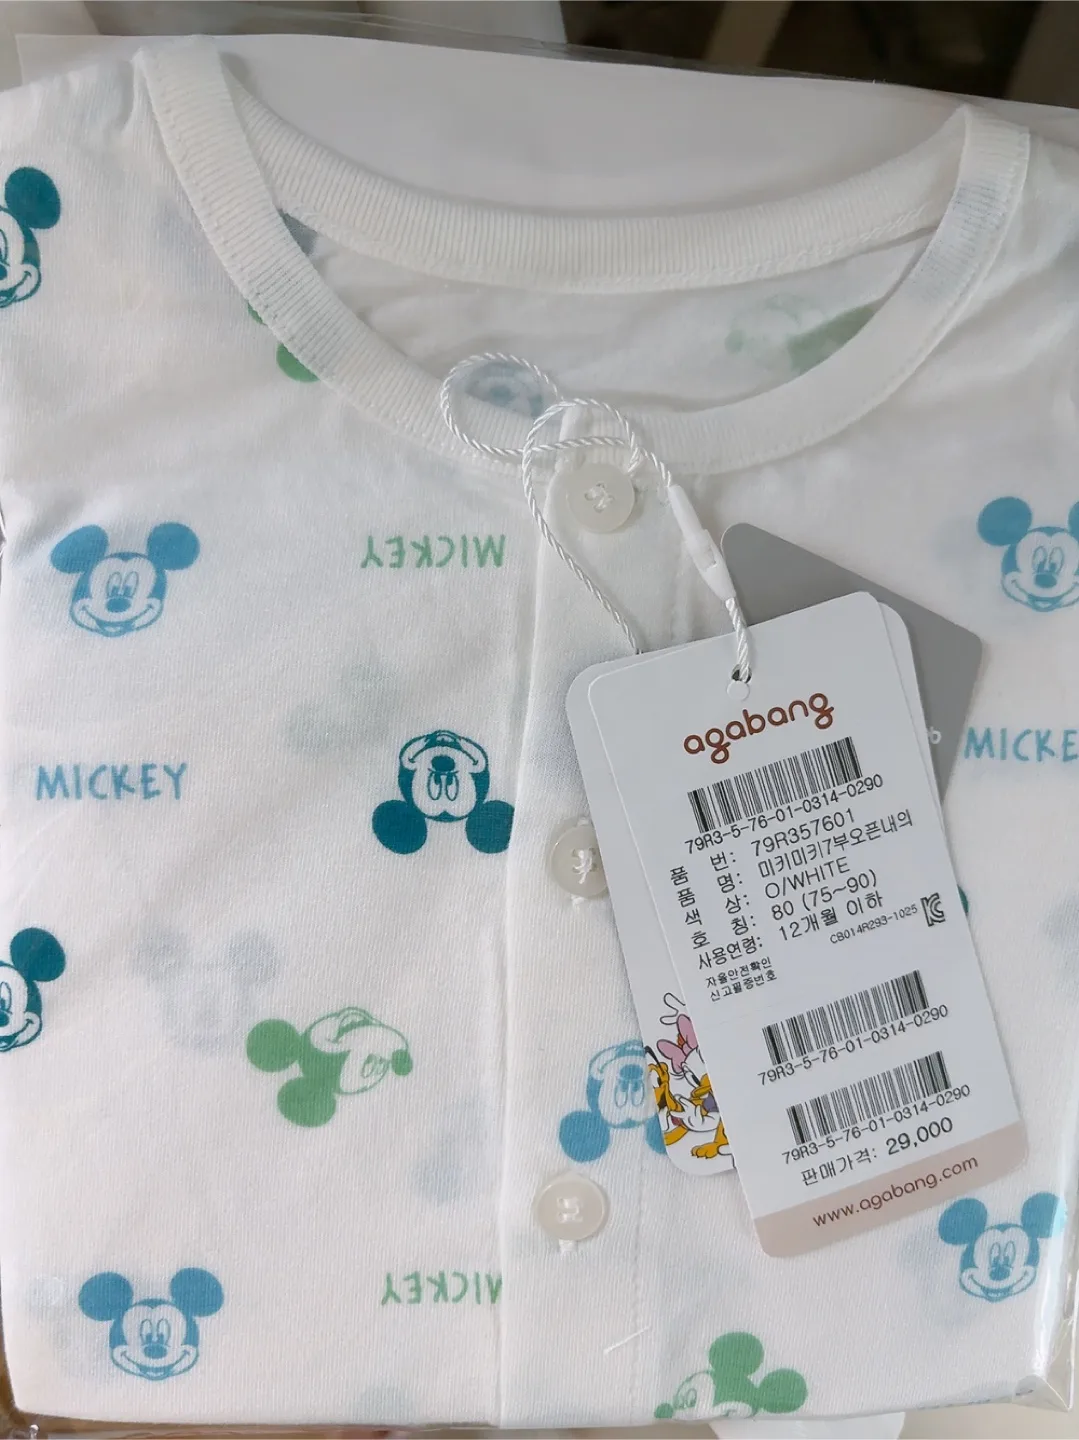 MICKEY
MICKEY
MICKE
MICKEY
agabang
79R3-5-76-01-0314-0290
품 번: 79R357601
품 명: 미키미키7부오픈내의
색 상: O/WHITE
호 칭: 80 (75~90)
사용연령: 12개월 이하
자율안전확인
신고필증번호
CB014R293-1025
79R3-5-76-01-0314-0290
79R3-5-76-01-0314-0290
판매가격: 29,000
www.agabang.com